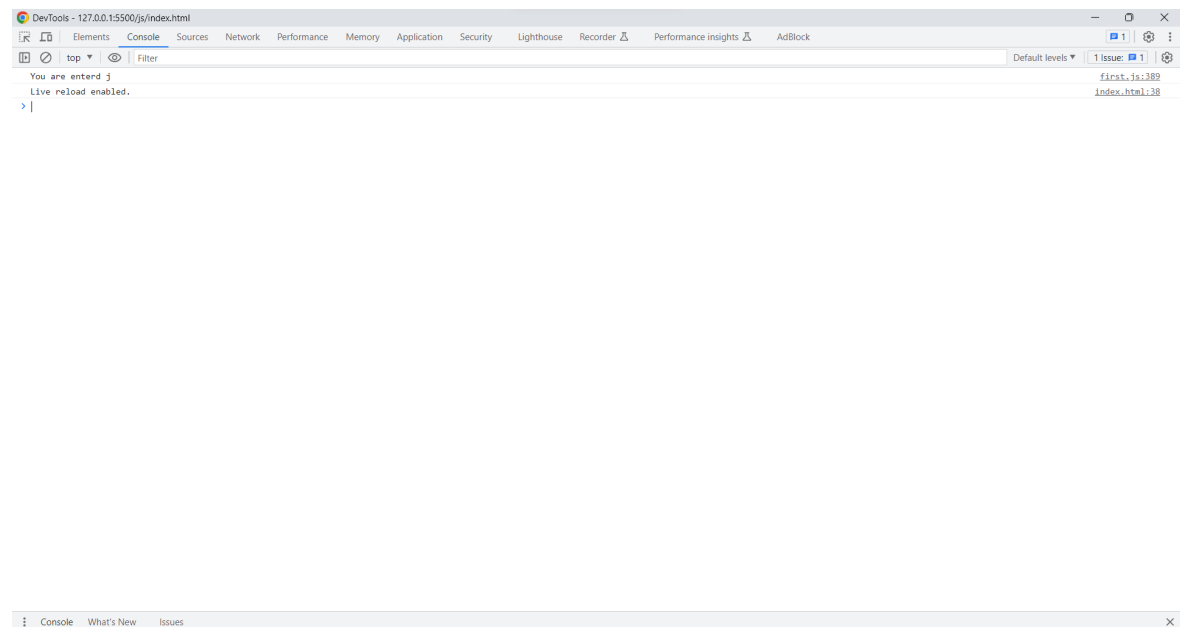 DevTools - 127.0.0.1:5500/js/index.html
Elements Console Sources Network Performance Memory Application Security Lighthouse Recorder Performance insights AdBlock 1
top Filter Default levels 1 Issue: 1
You are enterd j first.js:389
Live reload enabled. index.html:38
>
Console What's New Issues